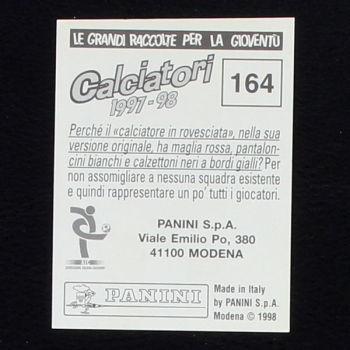 LE GRANDI RACCOLTE PER LA GIOVENTÙ
Calciatori
1997-98
164
Perché il «calciatore in rovesciata», nella sua
versione originale, ha maglia rossa, pantalon-
cini bianchi e calzettoni neri a bordi gialli? Per
non assomigliare a nessuna squadra esistente
e quindi rappresentare un po' tutti i giocatori.
PANINI S.p.A.
Viale Emilio Po, 380
41100 MODENA
PANINI
Made in Italy
by PANINI S.p.A.
Modena © 1998